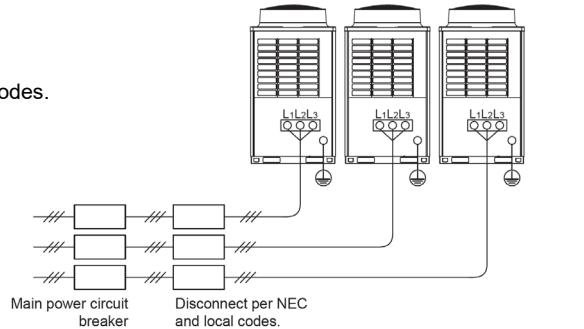 odes.
L1L2L3 L1L2L3 L1L2L3
Main power circuit
breaker
Disconnect per NEC
and local codes.